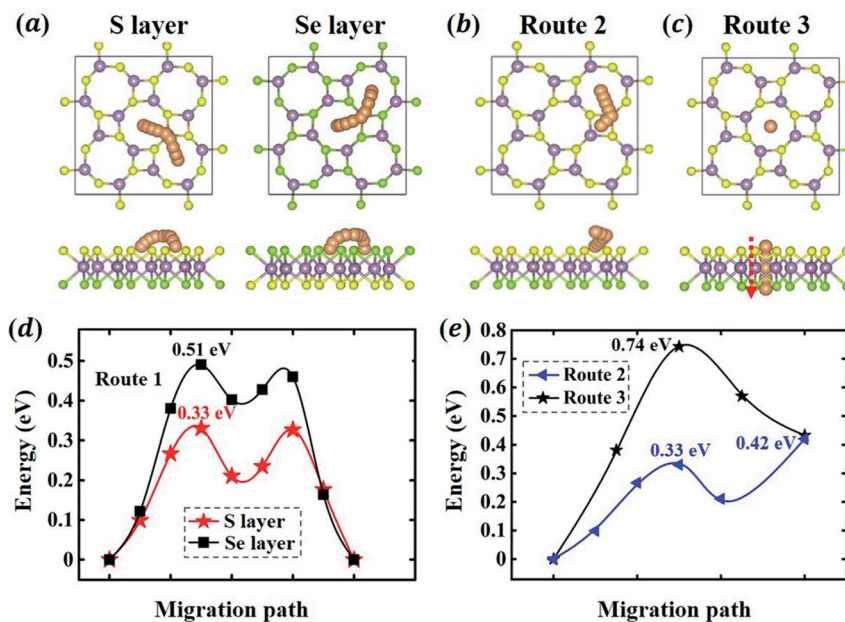 (a) S layer Se layer (b) Route 2 (c) Route 3
(d)
Energy (eV)
0.5
0.4
0.3
0.2
0.1
0
0.51 eV
Route 1
0.33 eV
S layer
Se layer
Migration path
(e)
Energy (eV)
0.8
0.7
0.6
0.5
0.4
0.3
0.2
0.1
0
0.74 eV
Route 2
Route 3
0.33 eV
0.42 eV
Migration path